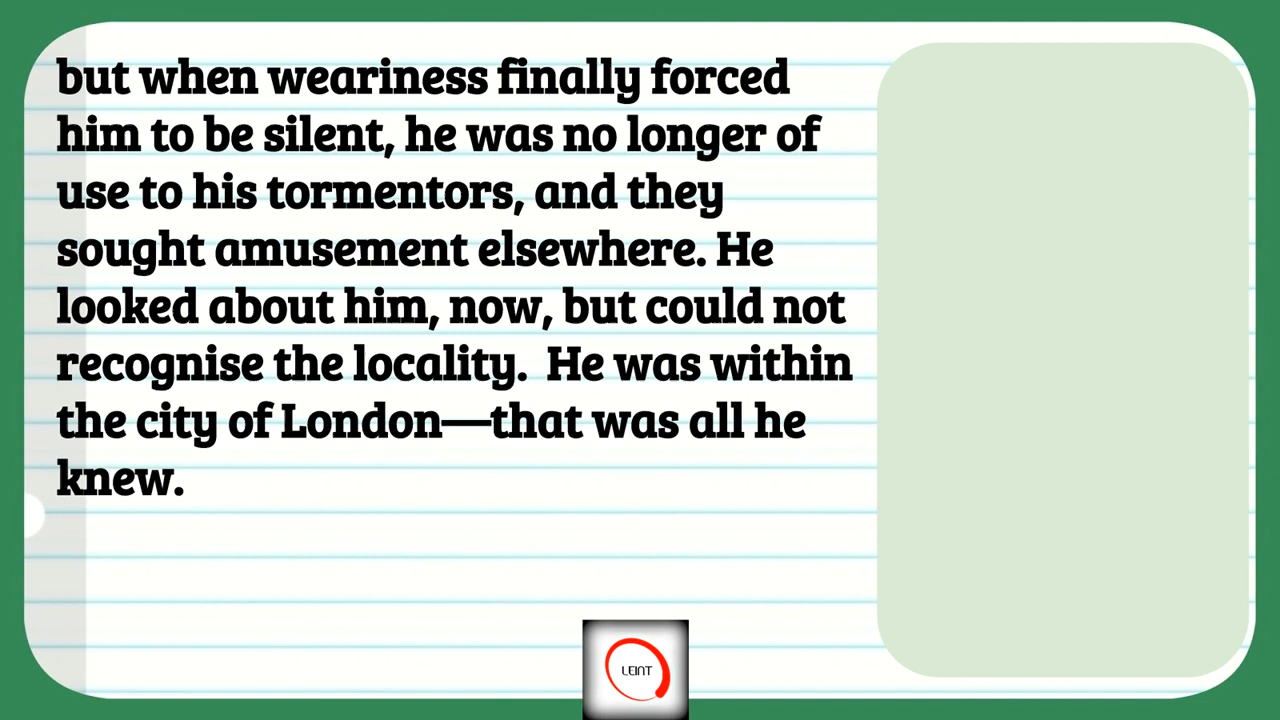 but when weariness finally forced
him to be silent, he was no longer of
use to his tormentors, and they
sought amusement elsewhere. He
looked about him, now, but could not
recognise the locality.  He was within
the city of London—that was all he
knew.
LEINT